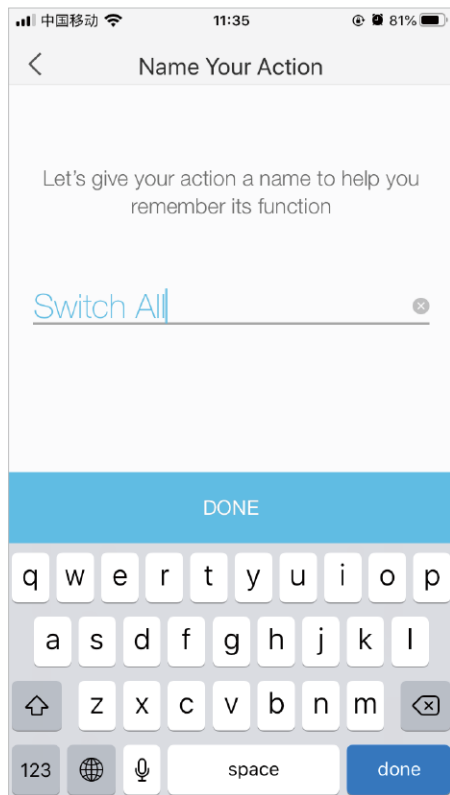 中国移动 11:35 81%
Name Your Action
Let's give your action a name to help you
remember its function
Switch All
DONE
q w e r t y u i o p
a s d f g h j k l
z x c v b n m
123 space done